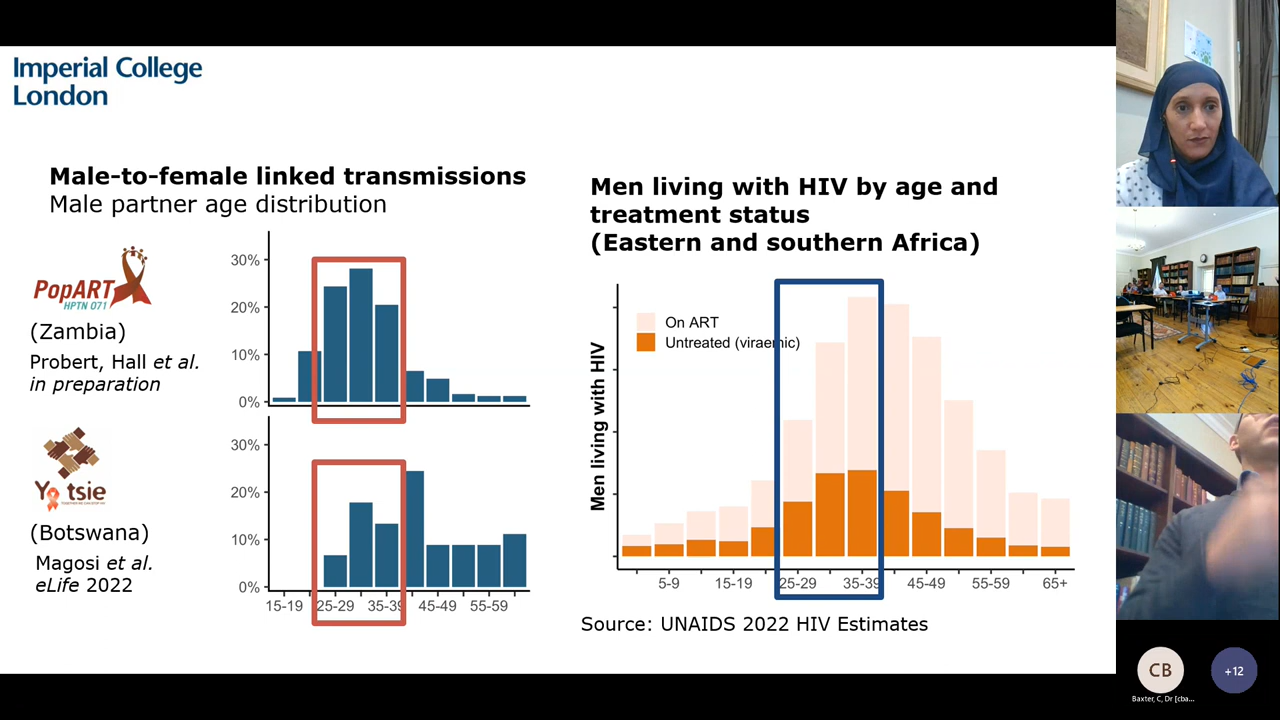 Imperial College
London
Male-to-female linked transmissions
Male partner age distribution
PopART
HPTN 071
(Zambia)
Probert, Hall et al.
in preparation
30%
20%
10%
0%
(Botswana)
Magosi et al.
eLife 2022
30%
20%
10%
0%
15-19 25-29 35-39 45-49 55-59
Men living with HIV by age and
treatment status
(Eastern and southern Africa)
On ART
Untreated (viraemic)
Men living with HIV
5-9 15-19 25-29 35-39 45-49 55-59 65+
Source: UNAIDS 2022 HIV Estimates
CB
+12
Baxter, C, Dr [cba...